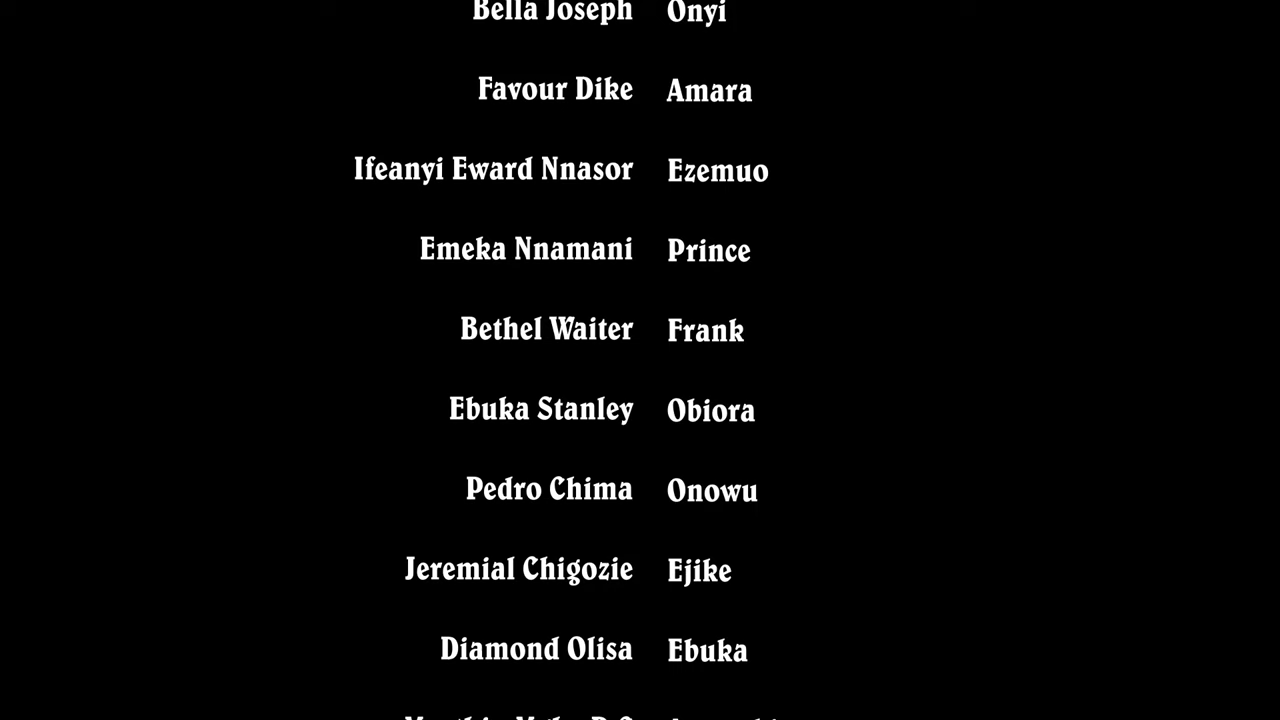 Bella Joseph Onyi
Favour Dike Amara
Ifeanyi Eward Nnasor Ezemuo
Emeka Nnamani Prince
Bethel Waiter Frank
Ebuka Stanley Obiora
Pedro Chima Onowu
Jeremial Chigozie Ejike
Diamond Olisa Ebuka